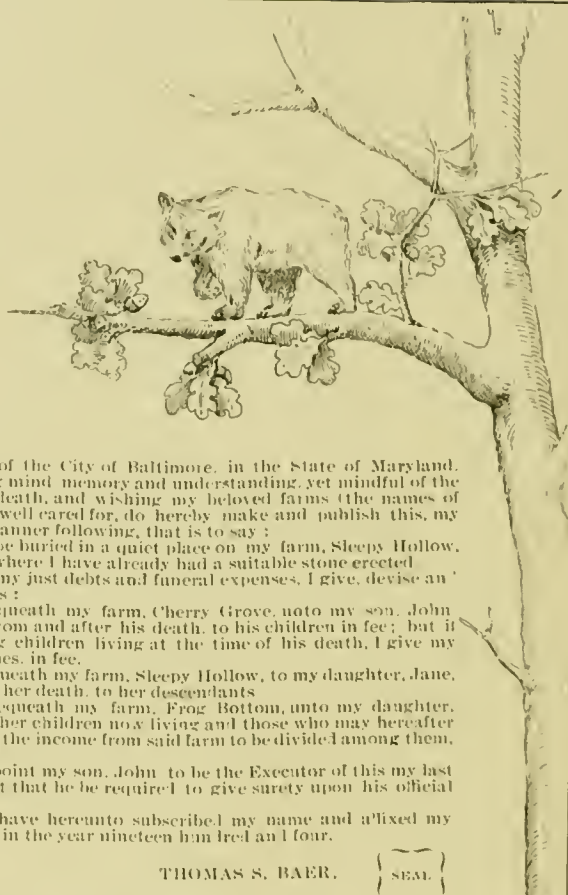 of the City of Baltimore, in the State of Maryland,
mind memory and understanding, yet mindful of the
death, and wishing my beloved farms (the names of
well cared for, do hereby make and publish this, my
anner following, that is to say :
be buried in a quiet place on my farm, Sleepy Hollow,
where I have already had a suitable stone erected
my just debts and funeral expenses, I give, devise an
s :
queath my farm, Cherry Grove, unto my son, John
rom and after his death, to his children in fee; but if
g children living at the time of his death, I give my
es, in fee.
ueath my farm, Sleepy Hollow, to my daughter, Jane,
her death, to her descendants
equeath my farm, Frog Bottom, unto my daughter,
her children now living and those who may hereafter
the income from said farm to be divided among them,
point my son, John to be the Executor of this my last
t that he be required to give surety upon his official
have hereunto subscribed my name and affixed my
in the year nineteen hundred and four.
THOMAS S. BAER. { SEAL }